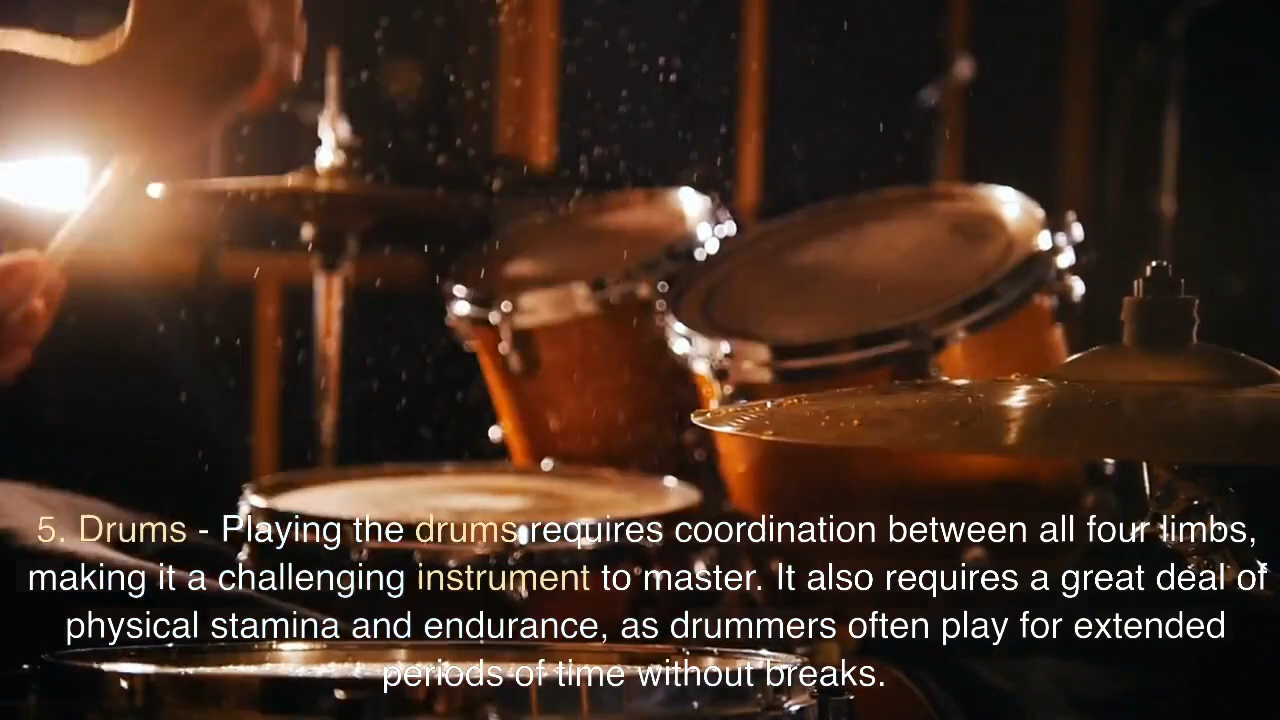 5. Drums - Playing the drums requires coordination between all four limbs,
making it a challenging instrument to master. It also requires a great deal of
physical stamina and endurance, as drummers often play for extended
periods of time without breaks.